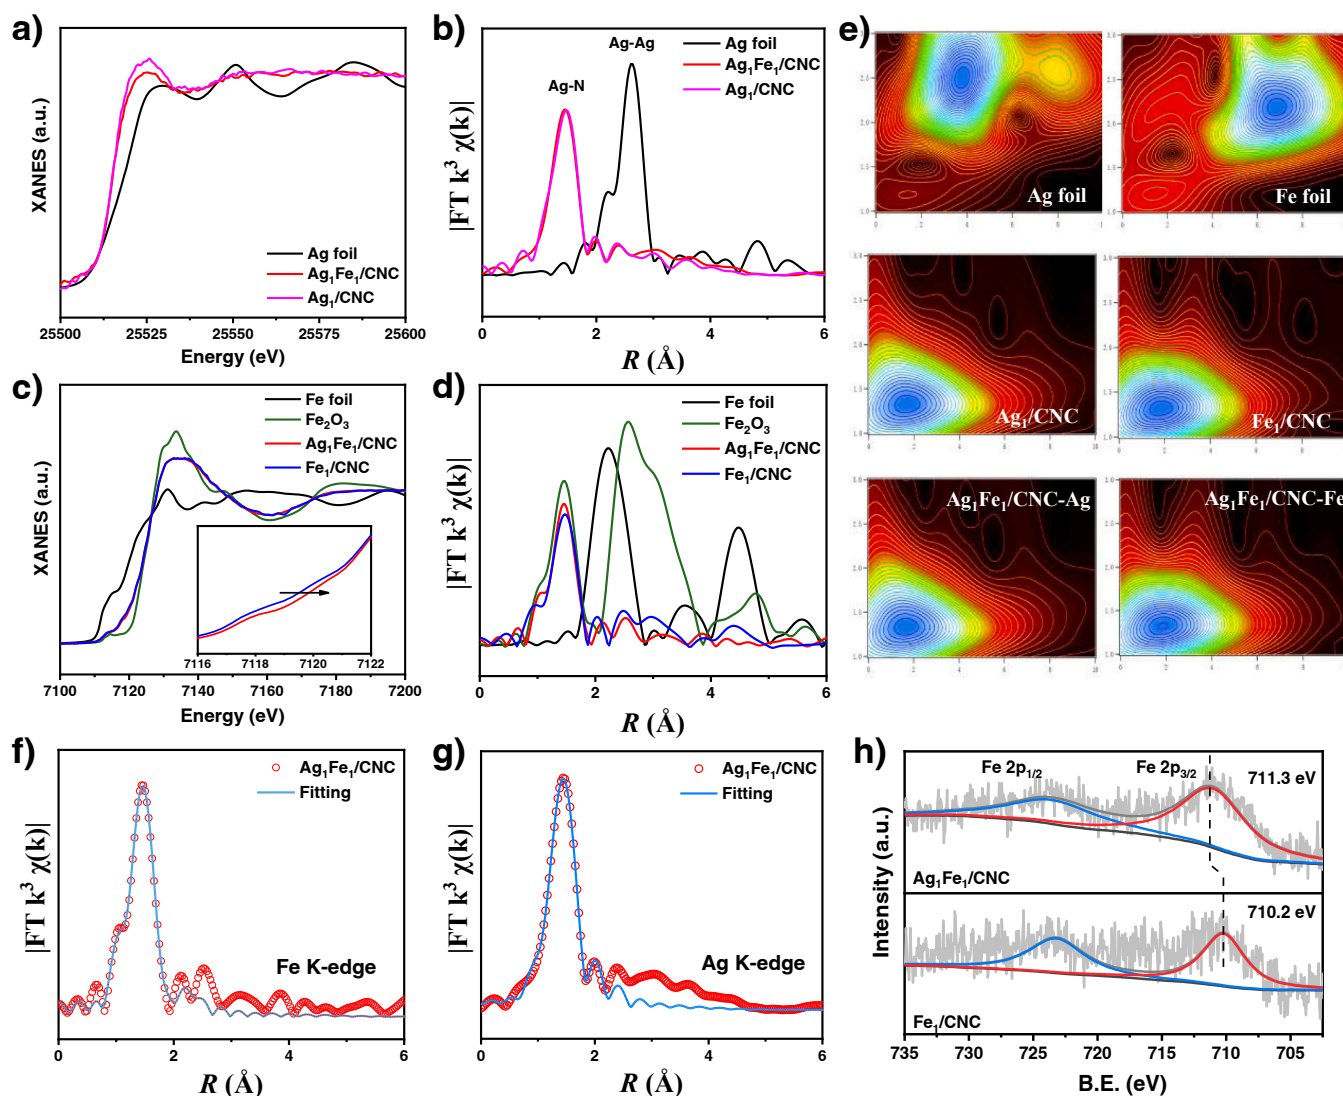 a)
XANES (a.u.)
Ag foil
Ag₁Fe₁/CNC
Ag₁/CNC
25500 25525 25550 25575 25600
Energy (eV)
b)
|FT k³ χ(k)|
Ag-N
Ag-Ag
Ag foil
Ag₁Fe₁/CNC
Ag₁/CNC
0 2 4 6
R (Å)
c)
XANES (a.u.)
Fe foil
Fe₂O₃
Ag₁Fe₁/CNC
Fe₁/CNC
7116 7118 7120 7122
7100 7120 7140 7160 7180 7200
Energy (eV)
d)
|FT k³ χ(k)|
Fe foil
Fe₂O₃
Ag₁Fe₁/CNC
Fe₁/CNC
0 2 4 6
R (Å)
e)
Ag foil
Fe foil
Ag₁/CNC
Fe₁/CNC
Ag₁Fe₁/CNC-Ag
Ag₁Fe₁/CNC-Fe
f)
|FT k³ χ(k)|
Ag₁Fe₁/CNC
Fitting
Fe K-edge
0 2 4 6
R (Å)
g)
|FT k³ χ(k)|
Ag₁Fe₁/CNC
Fitting
Ag K-edge
0 2 4 6
R (Å)
h)
Intensity (a.u.)
Fe 2p₁/₂
Fe 2p₃/₂
711.3 eV
Ag₁Fe₁/CNC
710.2 eV
Fe₁/CNC
735 730 725 720 715 710 705
B.E. (eV)